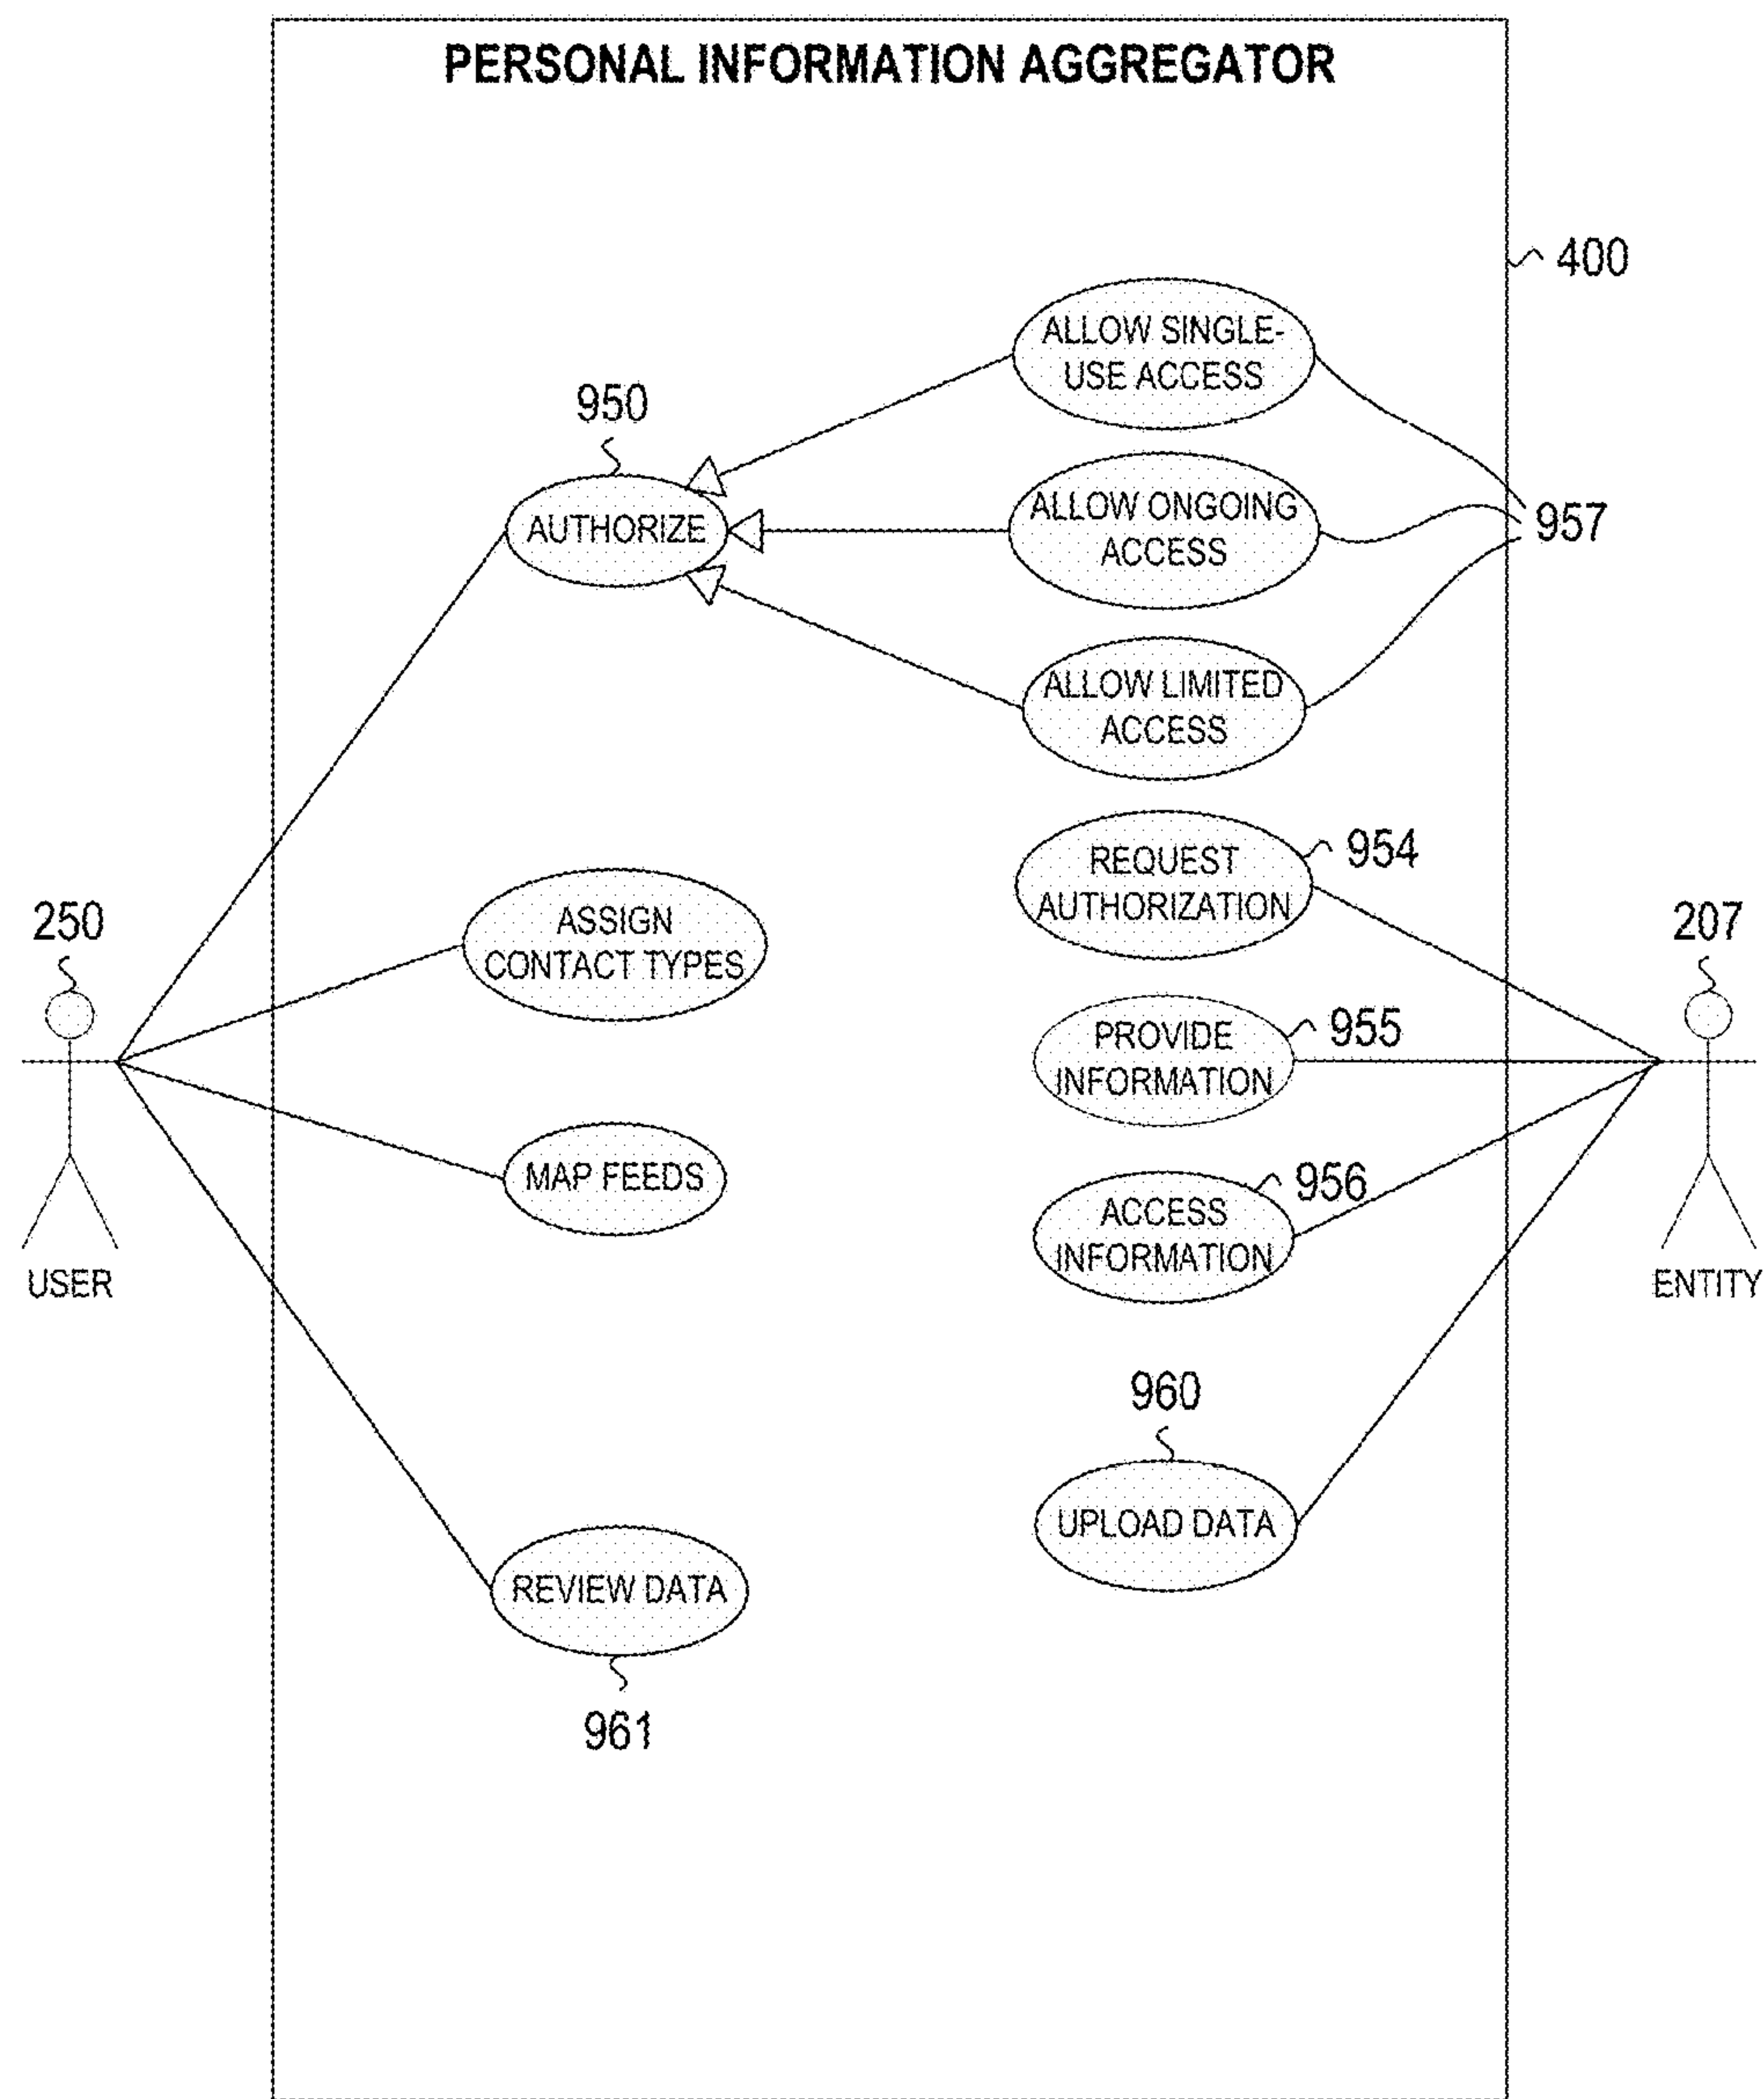 PERSONAL INFORMATION AGGREGATOR
400
ALLOW SINGLE-
USE ACCESS
950
AUTHORIZE
ALLOW ONGOING
ACCESS
957
ALLOW LIMITED
ACCESS
REQUEST
AUTHORIZATION
954
250
ASSIGN
CONTACT TYPES
207
PROVIDE
INFORMATION
955
MAP FEEDS
ACCESS
INFORMATION
956
USER
ENTITY
960
UPLOAD DATA
REVIEW DATA
961